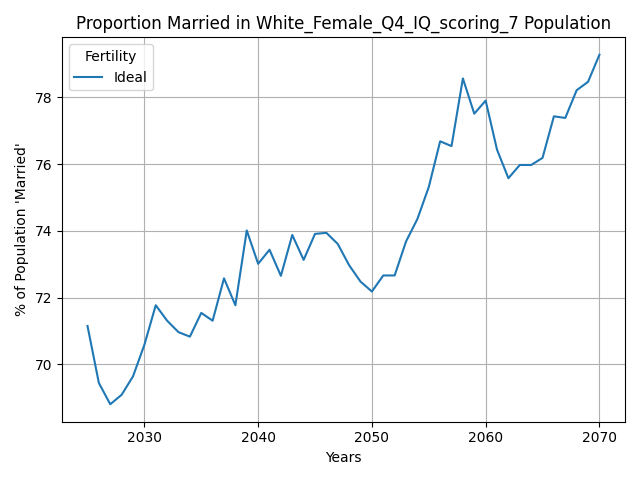 Proportion Married in White_Female_Q4_IQ_scoring_7 Population
Fertility
Ideal
% of Population 'Married'
78
76
74
72
70
2030 2040 2050 2060 2070
Years